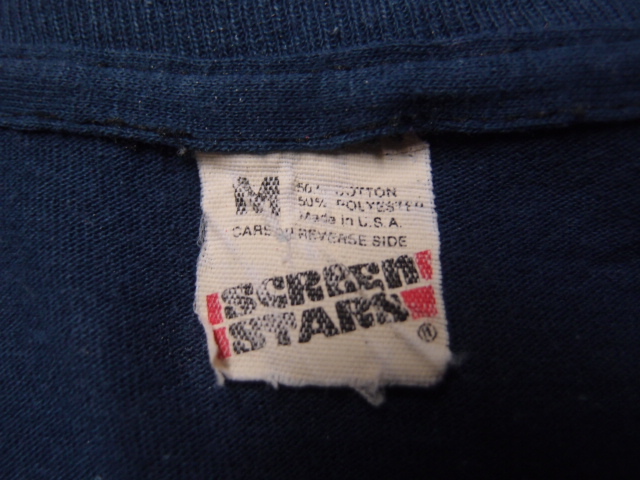 M
50% COTTON
50% POLYESTER
Made in U.S.A.
CARE ON REVERSE SIDE
SCREEN
STARS ®